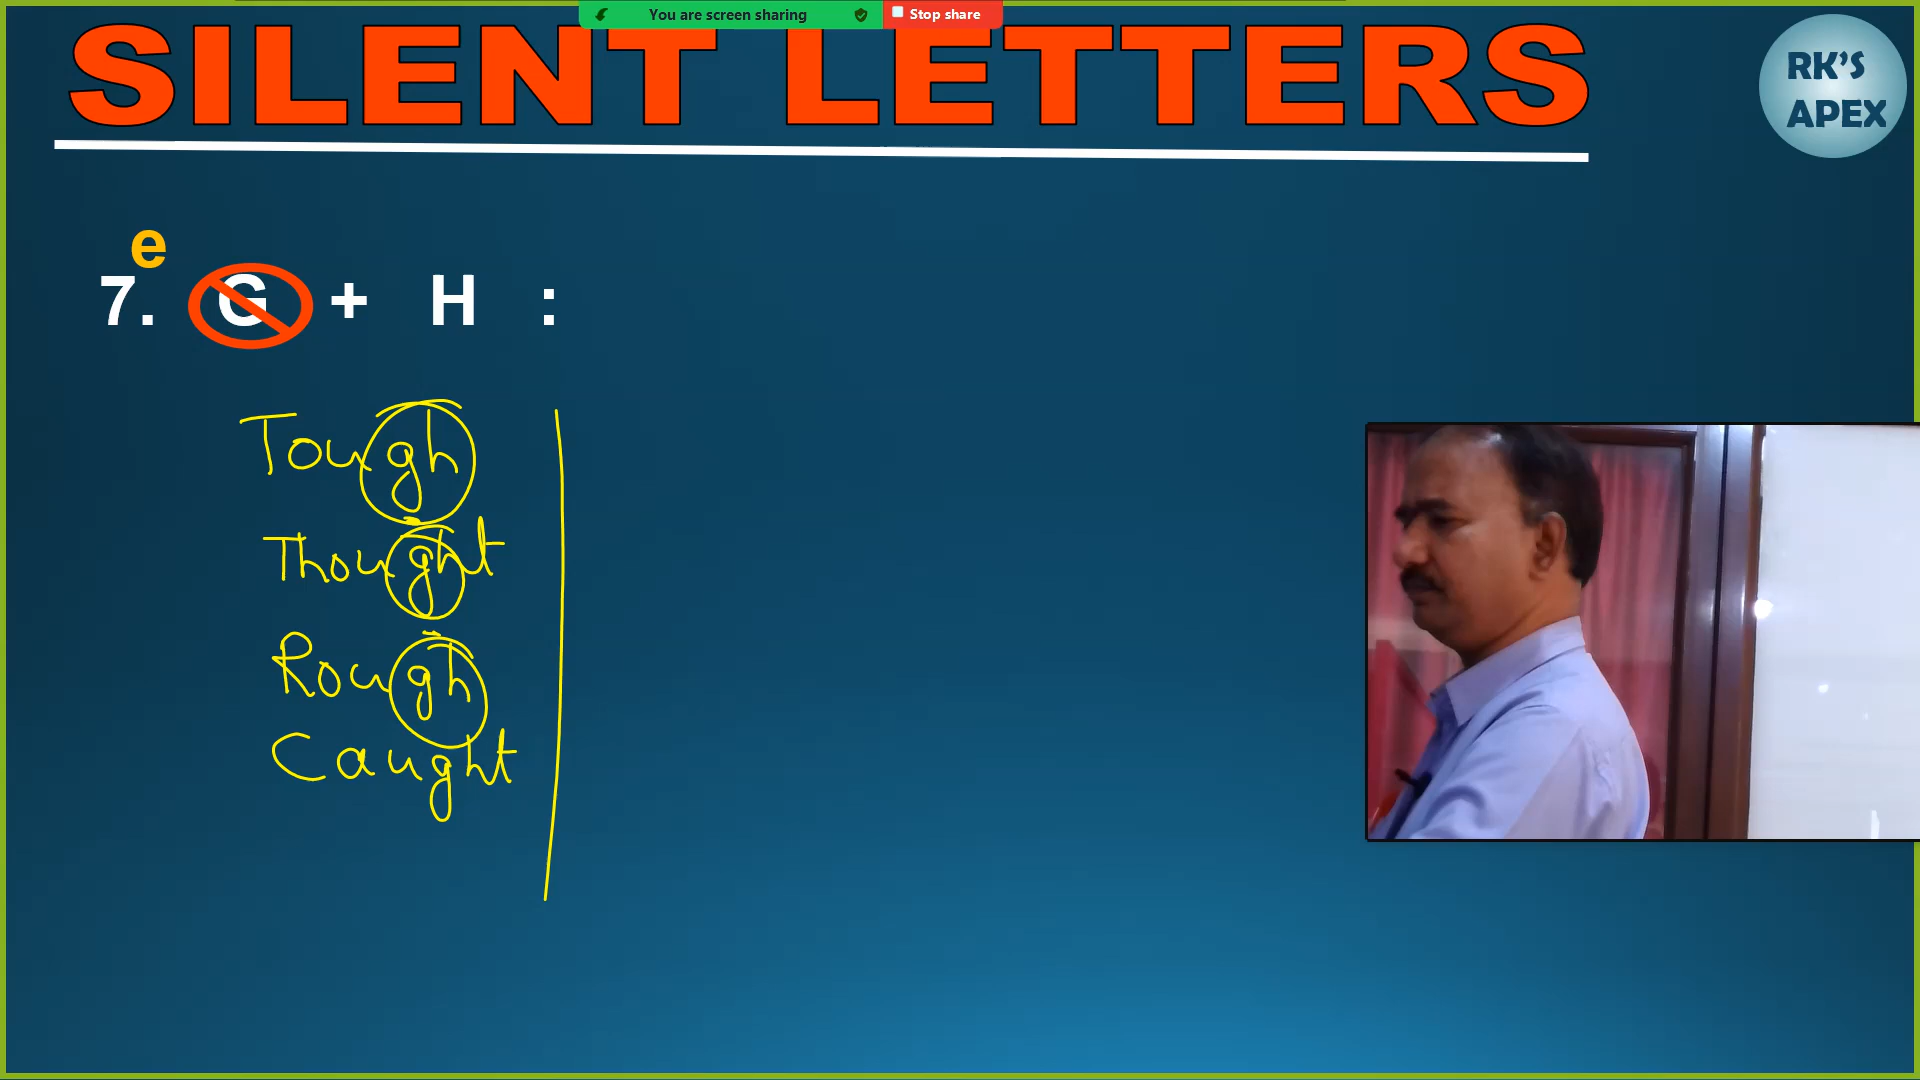 You are screen sharing Stop share
SILENT LETTERS
RK'S
APEX
e
7. G + H :
Tough
Thought
Rough
Caught